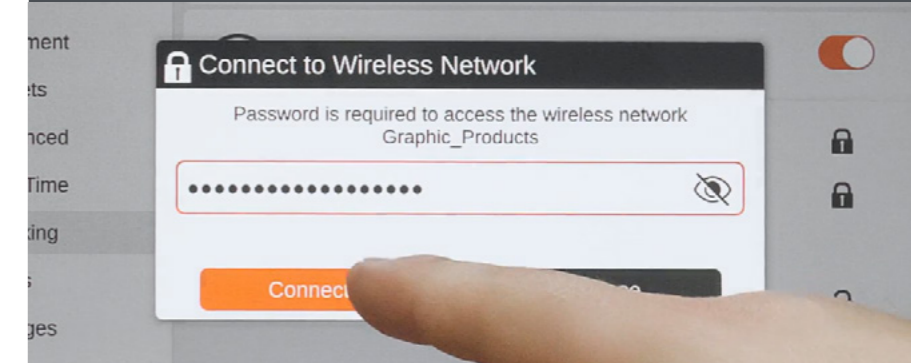 ment
ets
Connect to Wireless Network
Password is required to access the wireless network
Graphic_Products
nced
Time
king
Connect
s
ges